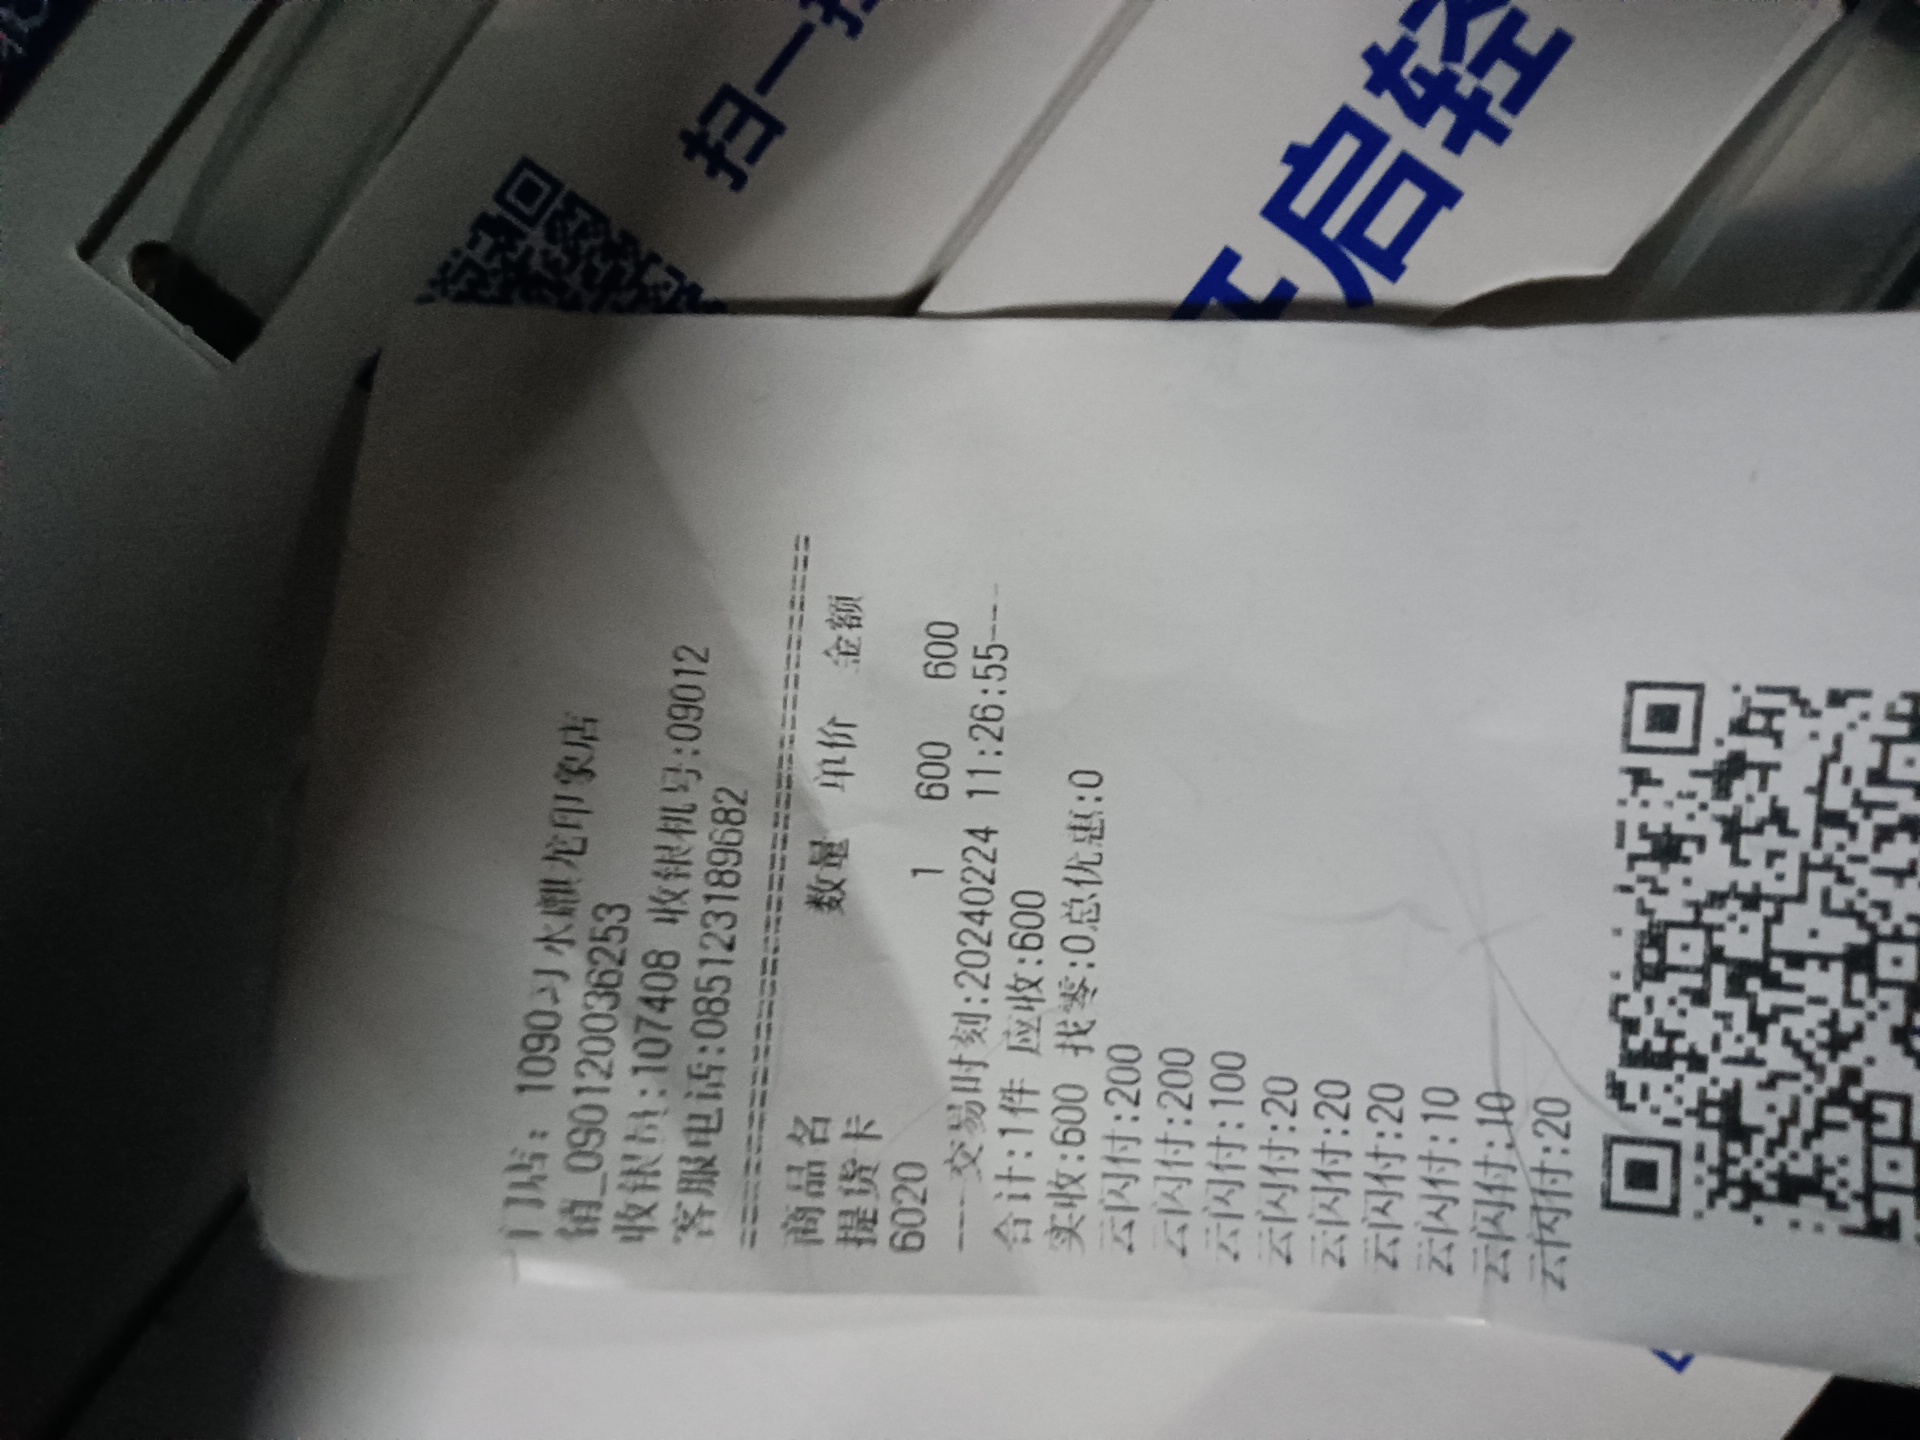 扫一扫
启轻
门店: 1090习水麒龙印象店
销_090120036253
收银员:107408 收银机号:09012
客服电话:085123189682
商品名 数量 单价 金额
提货卡
6020 1 600 600
----交易时刻:20240224 11:26:55----
合计:1件 应收:600
实收:600 找零:0总优惠:0
云闪付:200
云闪付:200
云闪付:100
云闪付:20
云闪付:20
云闪付:20
云闪付:10
云闪付:10
云闪付:20